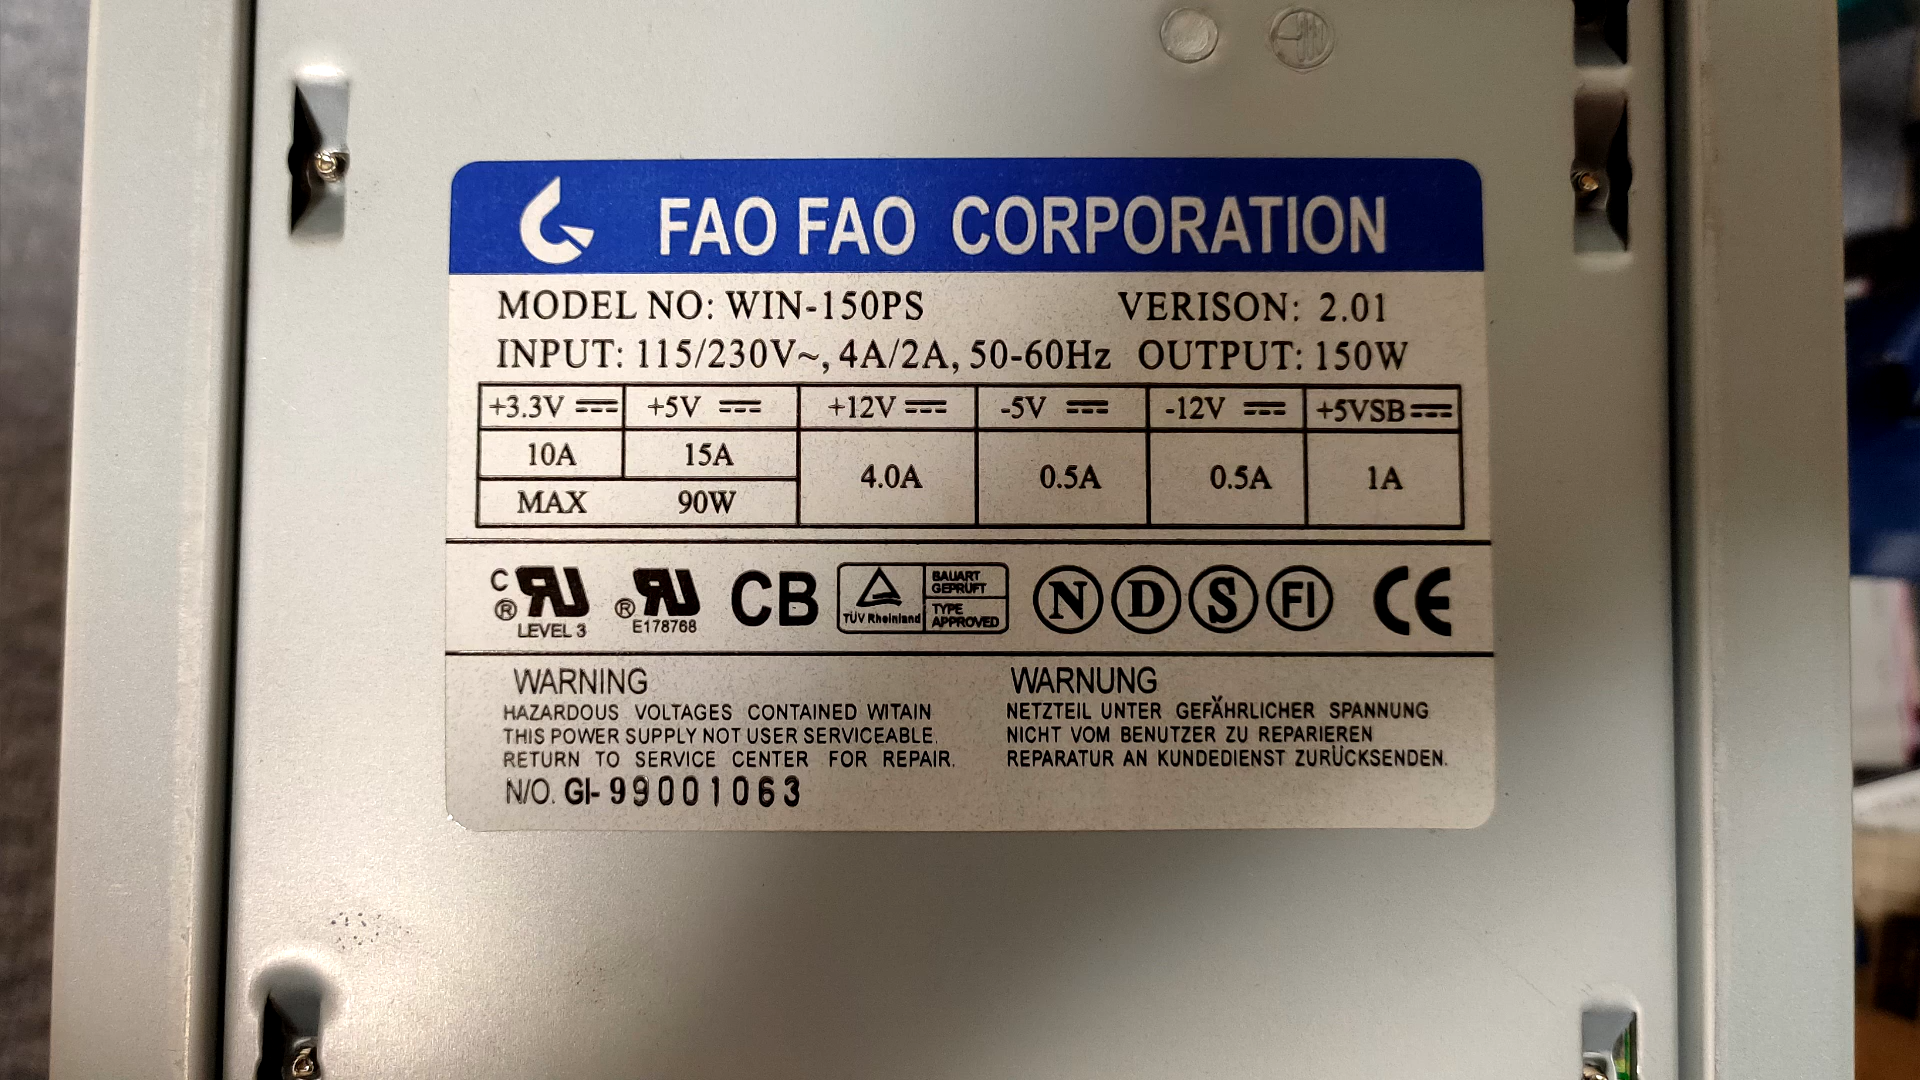 FAO FAO CORPORATION
MODEL NO: WIN-150PS VERISON: 2.01
INPUT: 115/230V~, 4A/2A, 50-60Hz OUTPUT: 150W
+3.3V +5V +12V -5V -12V +5VSB
10A 15A 4.0A 0.5A 0.5A 1A
MAX 90W
C ® RU LEVEL 3
® RU E178768
CB
TÜV Rheinland
BAUART GEPRÜFT
TYPE APPROVED
N D S FI CE
WARNING
HAZARDOUS VOLTAGES CONTAINED WITAIN
THIS POWER SUPPLY NOT USER SERVICEABLE.
RETURN TO SERVICE CENTER FOR REPAIR.
N/O. GI-99001063
WARNUNG
NETZTEIL UNTER GEFÄHRLICHER SPANNUNG
NICHT VOM BENUTZER ZU REPARIEREN
REPARATUR AN KUNDEDIENST ZURÜCKSENDEN.